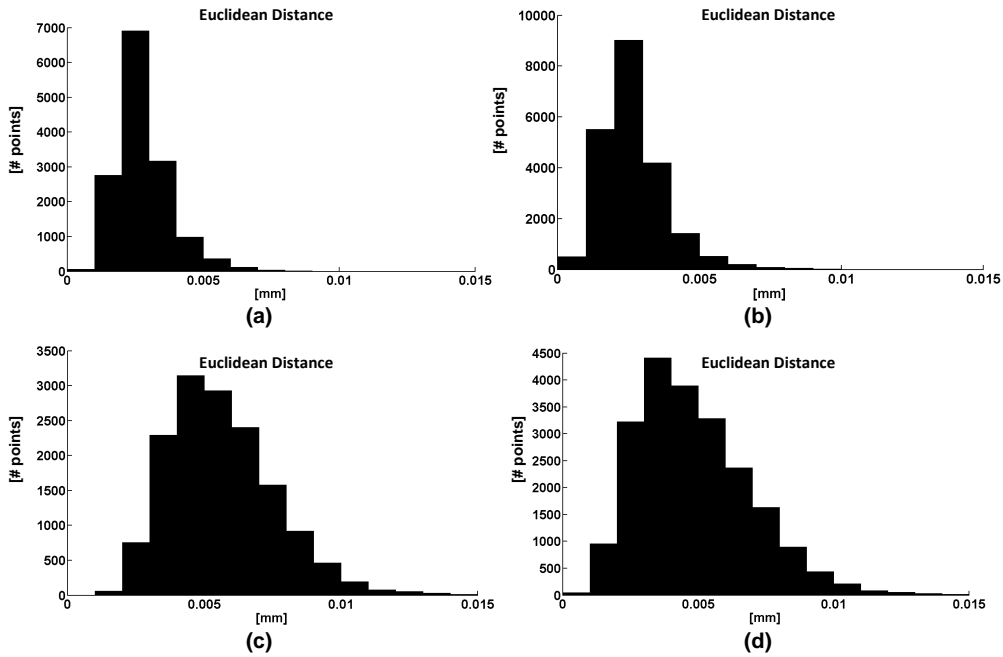 Euclidean Distance
7000
6000
5000
4000
3000
2000
1000
0
[# points]
0 0.005 0.01 0.015
[mm]
(a)
Euclidean Distance
10000
8000
6000
4000
2000
0
[# points]
0 0.005 0.01 0.015
[mm]
(b)
Euclidean Distance
3500
3000
2500
2000
1500
1000
500
0
[# points]
0 0.005 0.01 0.015
[mm]
(c)
Euclidean Distance
4500
4000
3500
3000
2500
2000
1500
1000
500
0
[# points]
0 0.005 0.01 0.015
[mm]
(d)